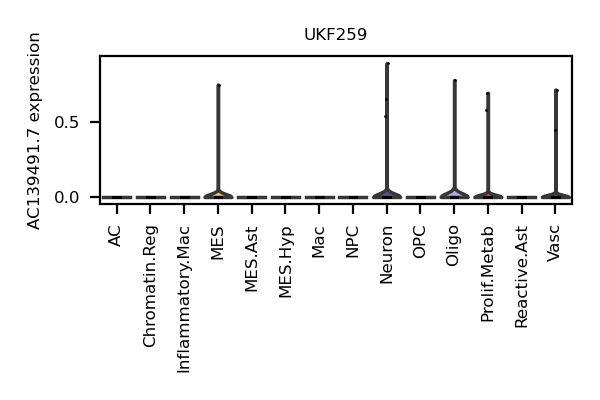 UKF259
AC139491.7 expression
0.5
0.0
AC
Chromatin.Reg
Inflammatory.Mac
MES
MES.Ast
MES.Hyp
Mac
NPC
Neuron
OPC
Oligo
Prolif.Metab
Reactive.Ast
Vasc